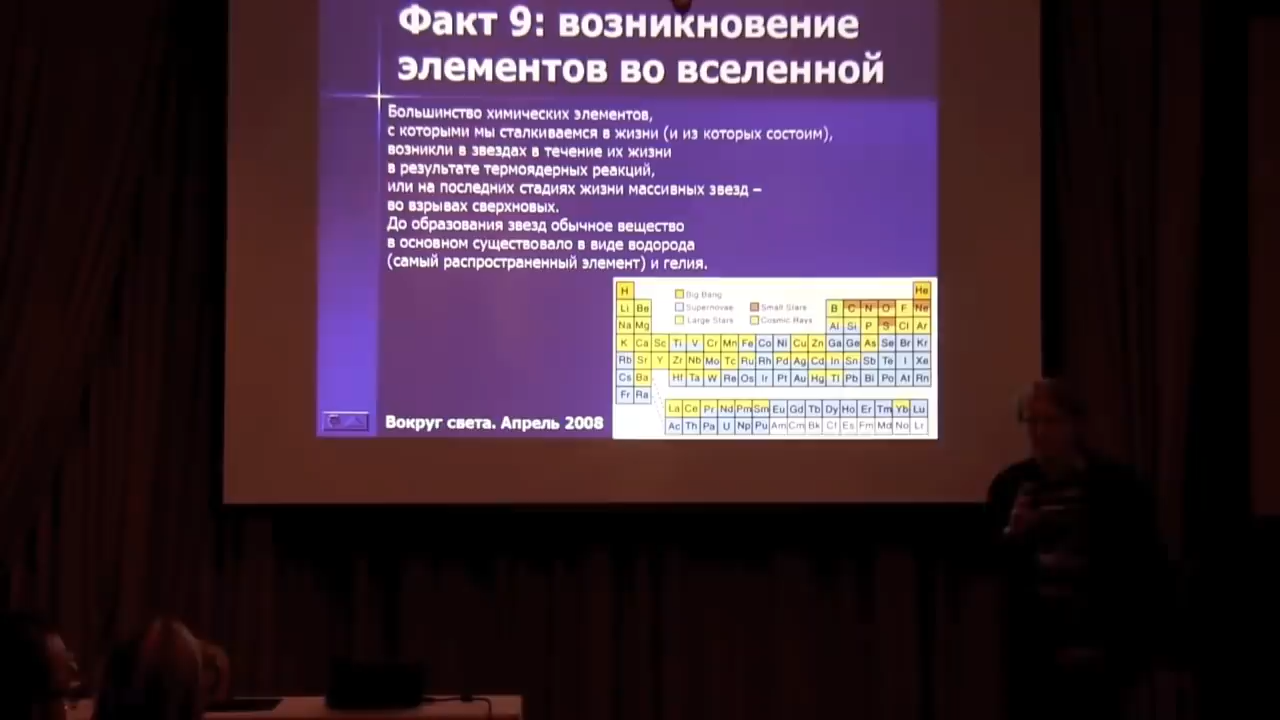 Факт 9: возникновение
элементов во вселенной
Большинство химических элементов,
с которыми мы сталкиваемся в жизни (и из которых состоим),
возникли в звездах в течение их жизни
в результате термоядерных реакций,
или на последних стадиях жизни массивных звезд –
во взрывах сверхновых.
До образования звезд обычное вещество
в основном существовало в виде водорода
(самый распространенный элемент) и гелия.
H Big Bang He
Li Be Supernovae Small Stars B C N O F Ne
Na Mg Large Stars Cosmic Rays Al Si P S Cl Ar
K Ca Sc Ti V Cr Mn Fe Co Ni Cu Zn Ga Ge As Se Br Kr
Rb Sr Y Zr Nb Mo Tc Ru Rh Pd Ag Cd In Sn Sb Te I Xe
Cs Ba Hf Ta W Re Os Ir Pt Au Hg Tl Pb Bi Po At Rn
Fr Ra
La Ce Pr Nd Pm Sm Eu Gd Tb Dy Ho Er Tm Yb Lu
Ac Th Pa U Np Pu Am Cm Bk Cf Es Fm Md No Lr
Вокруг света. Апрель 2008